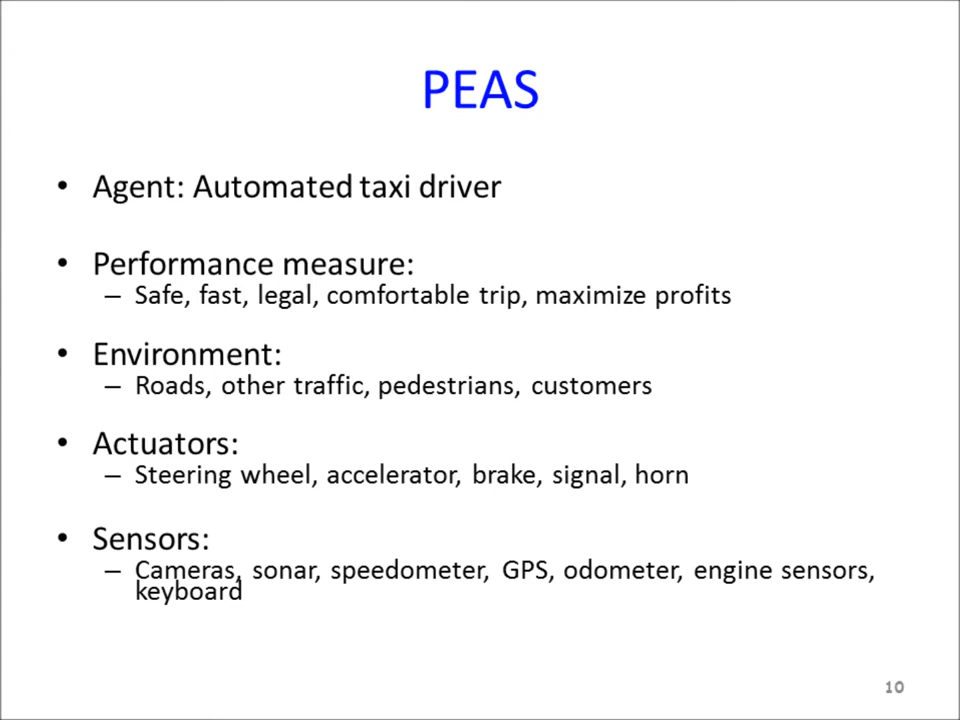 PEAS
• Agent: Automated taxi driver
• Performance measure:
– Safe, fast, legal, comfortable trip, maximize profits
• Environment:
– Roads, other traffic, pedestrians, customers
• Actuators:
– Steering wheel, accelerator, brake, signal, horn
• Sensors:
– Cameras, sonar, speedometer, GPS, odometer, engine sensors,
keyboard
10